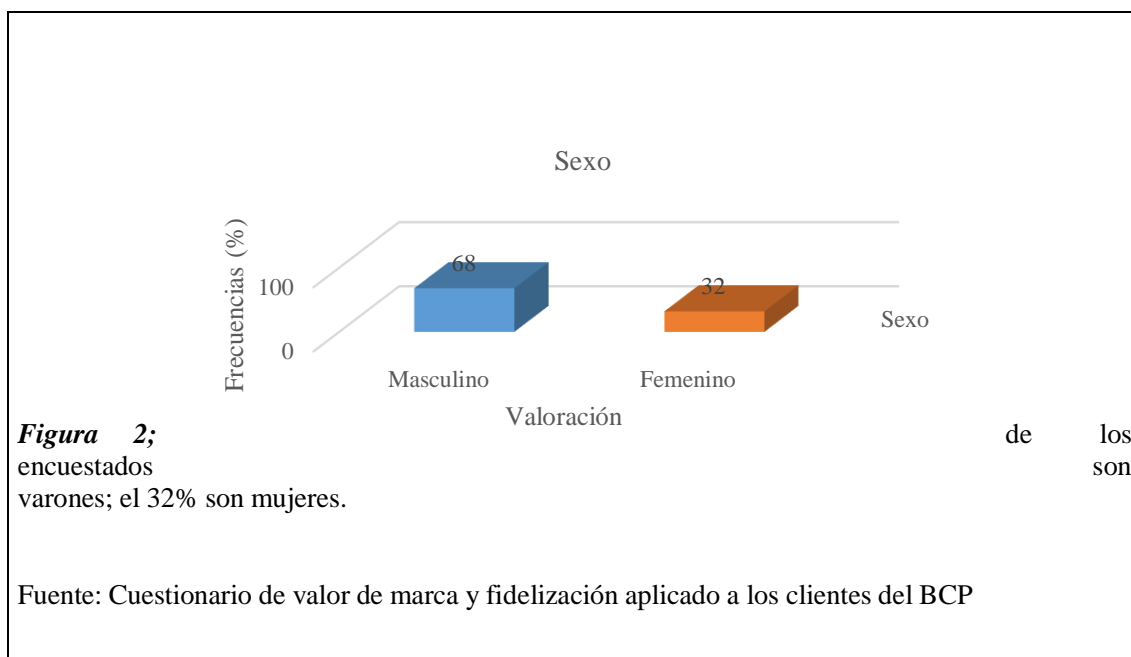 Sexo
Frecuencias (%)
100
0
68
32
Sexo
Masculino Femenino
Valoración
Figura 2; de los
encuestados son
varones; el 32% son mujeres.
Fuente: Cuestionario de valor de marca y fidelización aplicado a los clientes del BCP